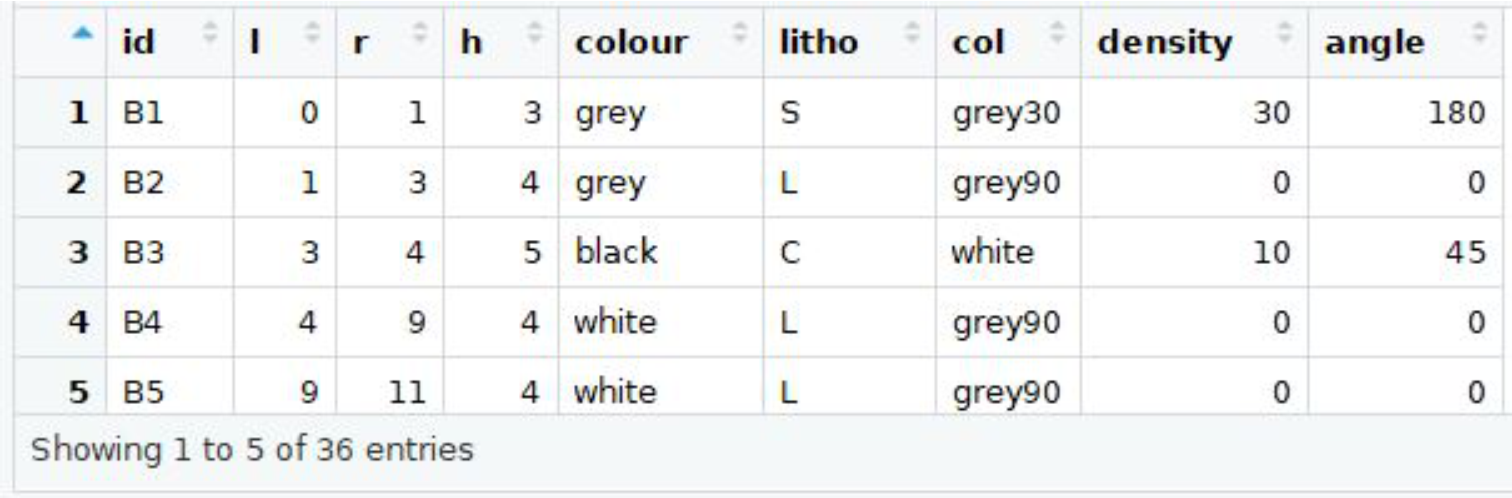 id l r h colour litho col density angle
1 B1 0 1 3 grey S grey30 30 180
2 B2 1 3 4 grey L grey90 0 0
3 B3 3 4 5 black C white 10 45
4 B4 4 9 4 white L grey90 0 0
5 B5 9 11 4 white L grey90 0 0
Showing 1 to 5 of 36 entries